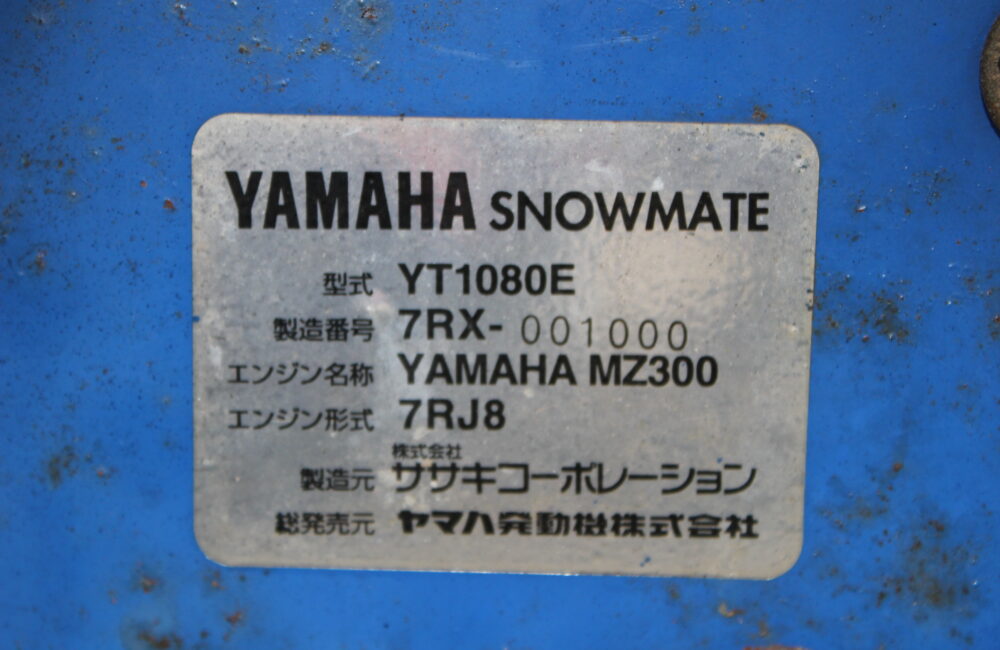 YAMAHA SNOWMATE
型式 YT1080E
製造番号 7RX- 001000
エンジン名称 YAMAHA MZ300
エンジン形式 7RJ8
株式会社
製造元 ササキコーポレーション
総発売元 ヤマハ発動機株式会社